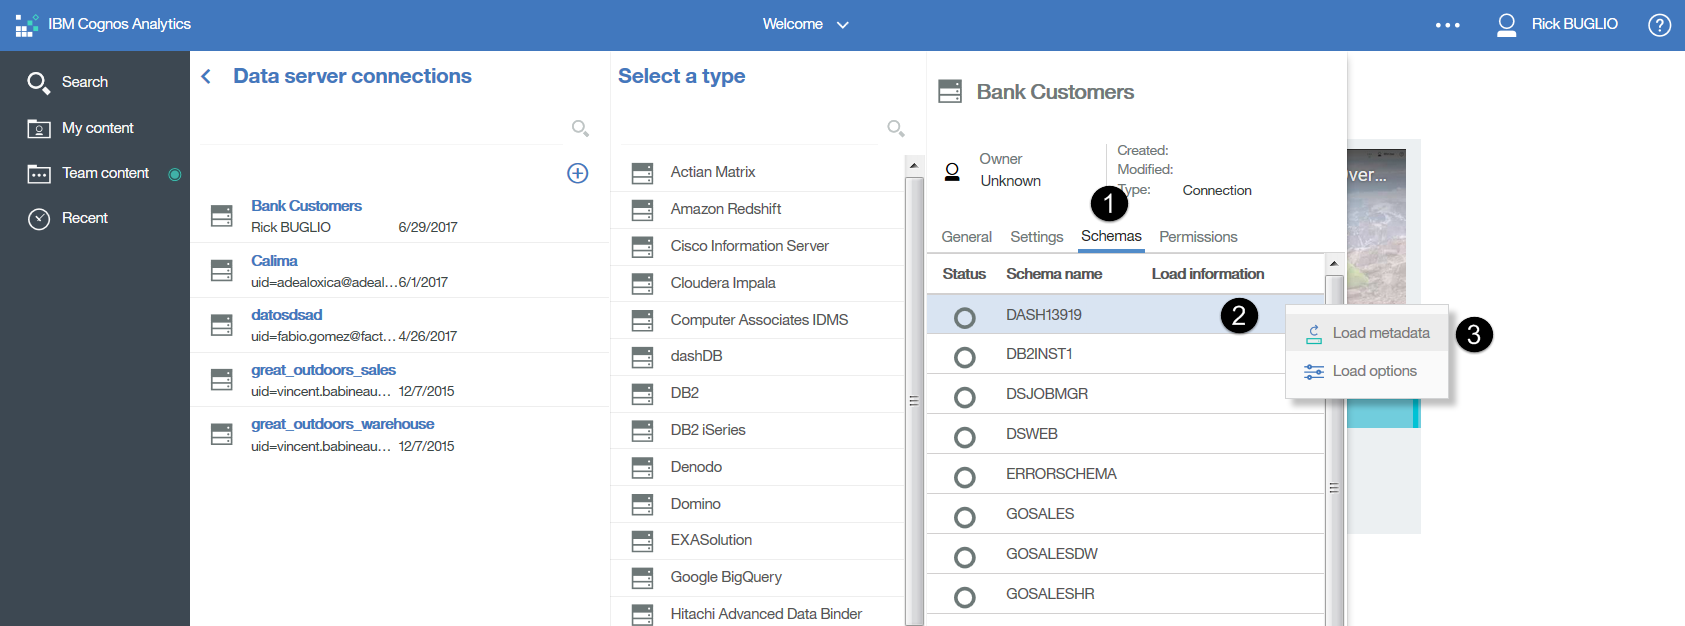 IBM Cognos Analytics
Welcome
Rick BUGLIO
?
Search
My content
Team content
Recent
Data server connections
Bank Customers
Rick BUGLIO 6/29/2017
Calima
uid=adealoxica@adeal...6/1/2017
datosdsad
uid=fabio.gomez@fact... 4/26/2017
great_outdoors_sales
uid=vincent.babineau... 12/7/2015
great_outdoors_warehouse
uid=vincent.babineau... 12/7/2015
Select a type
Actian Matrix
Amazon Redshift
Cisco Information Server
Cloudera Impala
Computer Associates IDMS
dashDB
DB2
DB2 iSeries
Denodo
Domino
EXASolution
Google BigQuery
Hitachi Advanced Data Binder
Bank Customers
Owner
Unknown
Created:
Modified:
Type: Connection
1
General Settings Schemas Permissions
Status Schema name Load information
DASH13919 2
DB2INST1
DSJOBMGR
DSWEB
ERRORSCHEMA
GOSALES
GOSALESDW
GOSALESHR
Load metadata 3
Load options